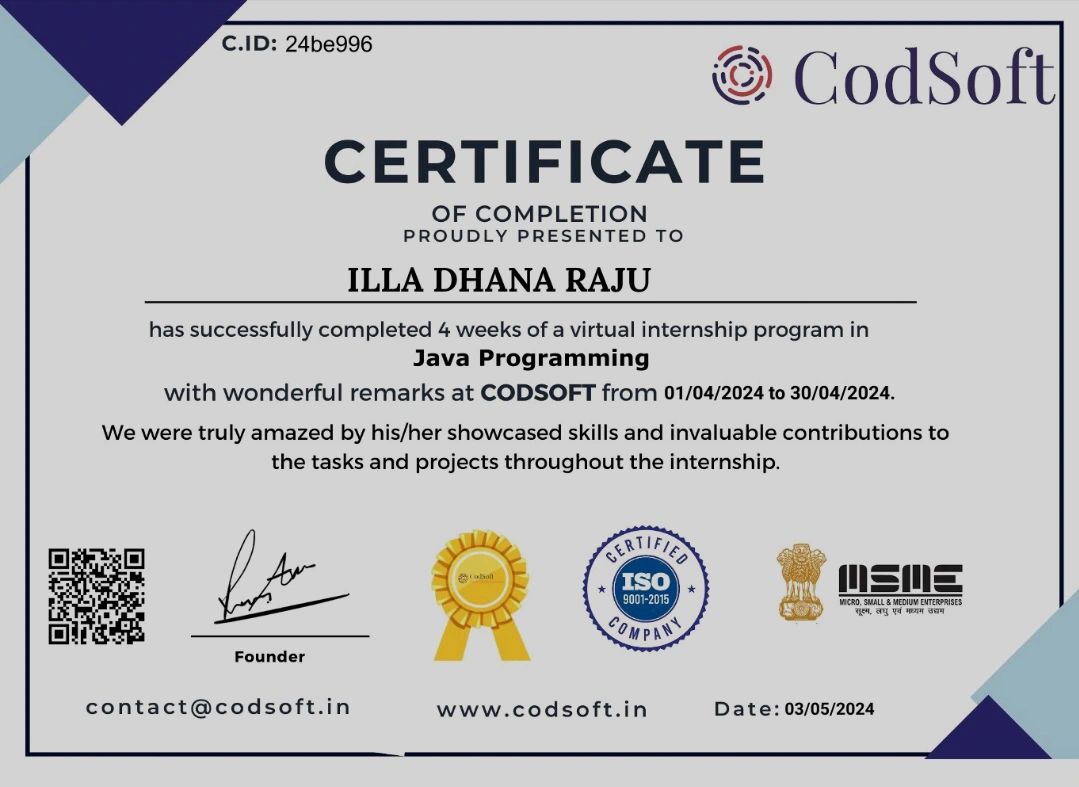 C.ID: 24be996
CodSoft
CERTIFICATE
OF COMPLETION
PROUDLY PRESENTED TO
ILLA DHANA RAJU
has successfully completed 4 weeks of a virtual internship program in
Java Programming
with wonderful remarks at CODSOFT from 01/04/2024 to 30/04/2024.
We were truly amazed by his/her showcased skills and invaluable contributions to
the tasks and projects throughout the internship.
Founder
CodSoft
CERTIFIED
ISO
9001-2015
COMPANY
MSME
MICRO, SMALL & MEDIUM ENTERPRISES
सूक्ष्म, लघु एवं मध्यम उद्यम
contact@codsoft.in
www.codsoft.in
Date: 03/05/2024